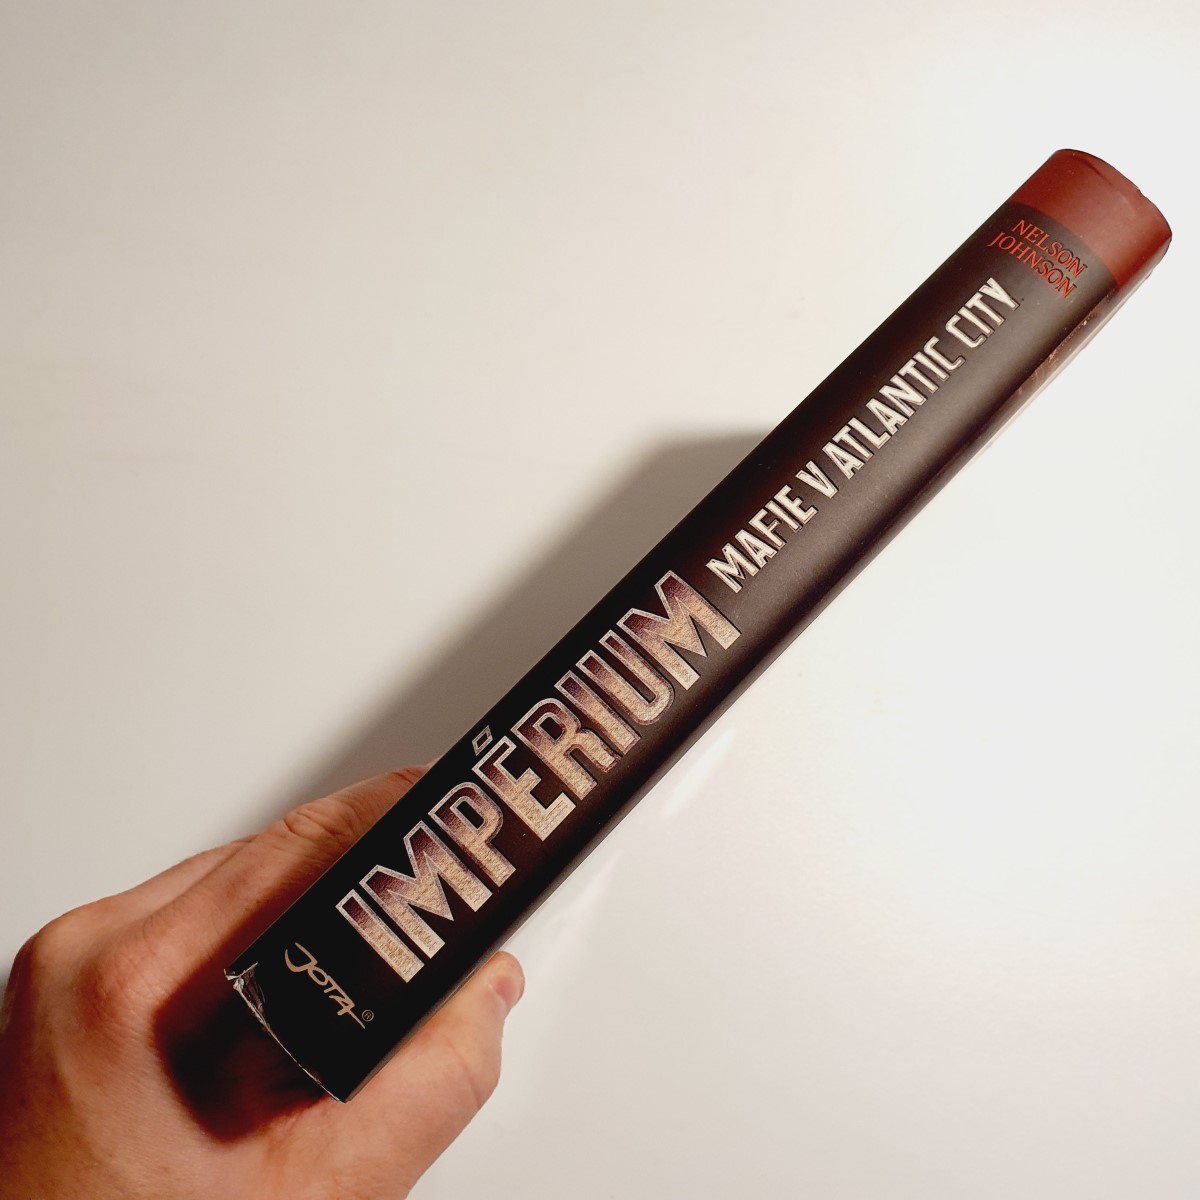 NELSON
JOHNSON
IMPÉRIUM
MAFIE V ATLANTIC CITY
JOTA®